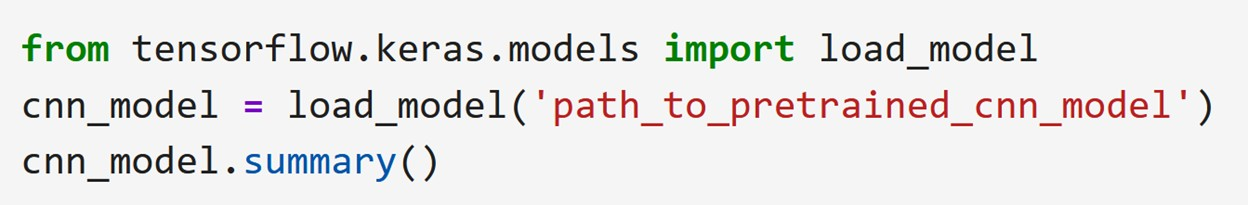 from tensorflow.keras.models import load_model
cnn_model = load_model('path_to_pretrained_cnn_model')
cnn_model.summary()